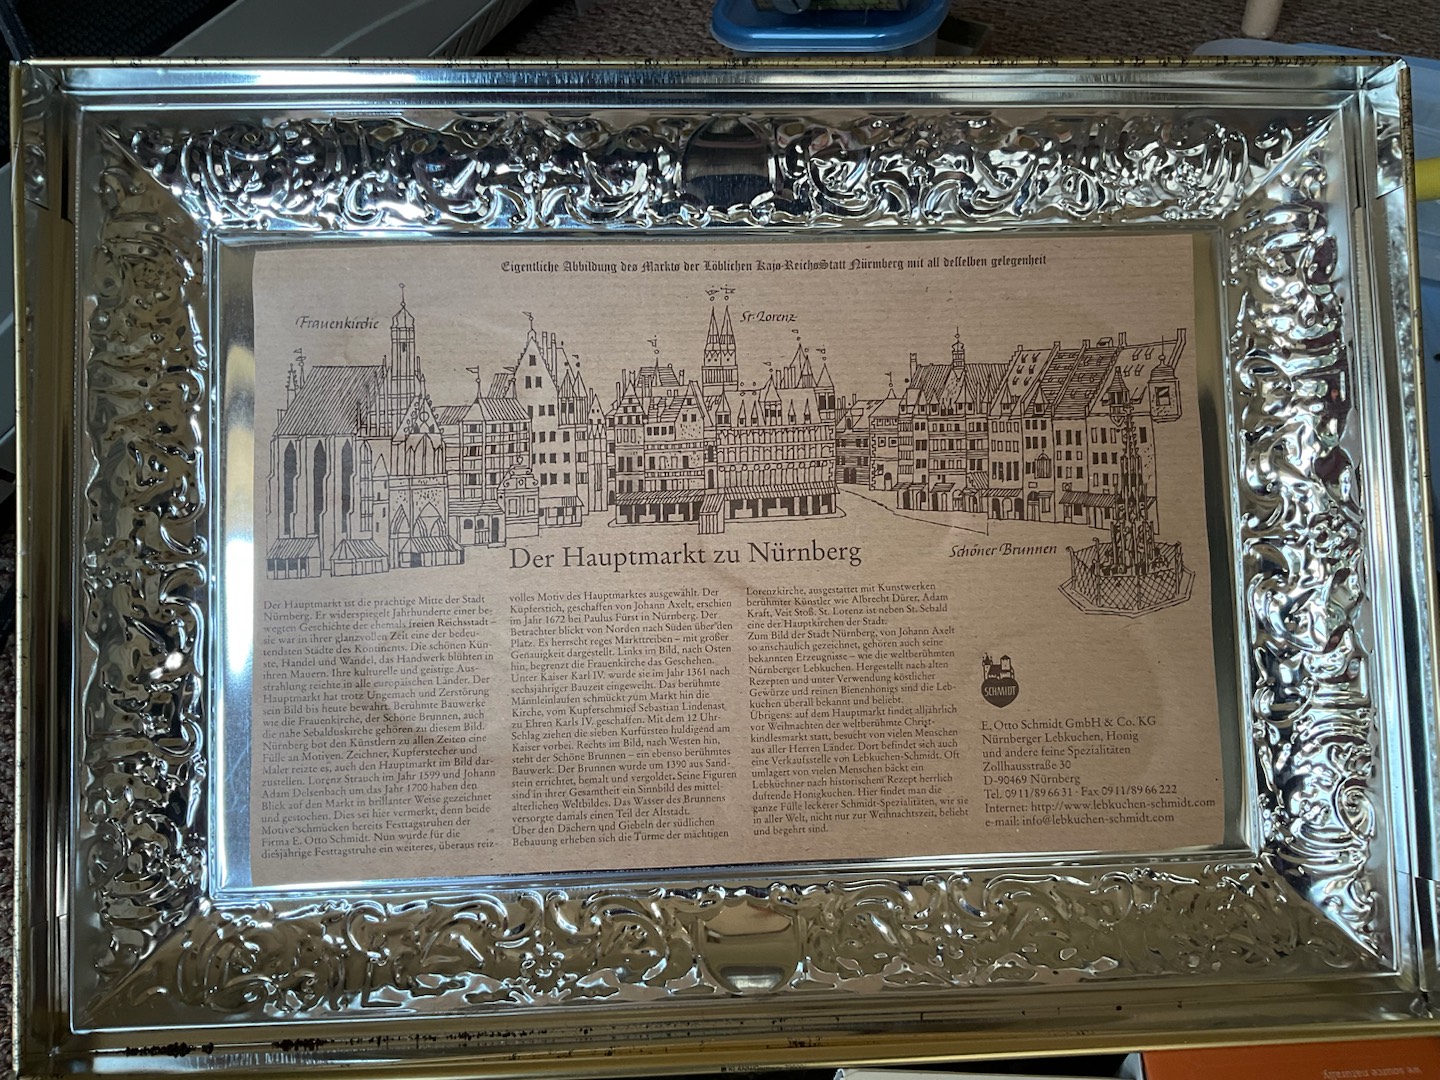 Eigentliche Abbildung des Markts der Löblichen Kajs-ReichsStatt Nürmberg mit all desselben gelegenheit
Frauenkirche
St. Lorenz
Schöner Brunnen
Der Hauptmarkt zu Nürnberg
Der Hauptmarkt ist die prächtige Mitte der Stadt
Nürnberg. Er widerspiegelt Jahrhunderte einer be-
wegten Geschichte der ehemals freien Reichsstadt –
sie war in ihrer glanzvollen Zeit eine der bedeu-
tendsten Städte des Kontinents. Die schönen Kün-
ste, Handel und Wandel, das Handwerk blühten in
ihren Mauern. Ihre kulturelle und geistige Aus-
strahlung reichte in alle europäischen Länder. Der
Hauptmarkt hat trotz Ungemach und Zerstörung
sein Bild bis heute bewahrt. Berühmte Bauwerke
wie die Frauenkirche, der Schöne Brunnen, auch
die nahe Sebalduskirche gehören zu diesem Bild.
Nürnberg bot den Künstlern zu allen Zeiten eine
Fülle an Motiven. Zeichner, Kupferstecher und
Maler reizte es, auch den Hauptmarkt im Bild dar-
zustellen. Lorenz Strauch im Jahr 1599 und Johann
Adam Delsenbach um das Jahr 1700 haben den
Blick auf den Markt in brillanter Weise gezeichnet
und gestochen. Dies sei hier vermerkt, denn beide
Motive schmücken bereits Festtagstruhen der
Firma E. Otto Schmidt. Nun wurde für die
diesjährige Festtagstruhe ein weiteres, überaus reiz-
volles Motiv des Hauptmarktes ausgewählt. Der
Kupferstich, geschaffen von Johann Axelt, erschien
im Jahr 1672 bei Paulus Fürst in Nürnberg. Der
Betrachter blickt von Norden nach Süden über den
Platz. Es herrscht reges Markttreiben – mit großer
Genauigkeit dargestellt. Links im Bild, nach Osten
hin, begrenzt die Frauenkirche das Geschehen.
Unter Kaiser Karl IV. wurde sie im Jahr 1361 nach
sechsjähriger Bauzeit eingeweiht. Das berühmte
Männleinlaufen schmückt zum Markt hin die
Kirche, vom Kupferschmied Sebastian Lindenast
zu Ehren Karls IV. geschaffen. Mit dem 12 Uhr-
Schlag ziehen die sieben Kurfürsten huldigend am
Kaiser vorbei. Rechts im Bild, nach Westen hin,
steht der Schöne Brunnen – ein ebenso berühmtes
Bauwerk. Der Brunnen wurde um 1390 aus Sand-
stein errichtet, bemalt und vergoldet. Seine Figuren
sind in ihrer Gesamtheit ein Sinnbild des mittel-
alterlichen Weltbildes. Das Wasser des Brunnens
versorgte damals einen Teil der Altstadt.
Über den Dächern und Giebeln der südlichen
Bebauung erheben sich die Türme der mächtigen
Lorenzkirche, ausgestattet mit Kunstwerken
berühmter Künstler wie Albrecht Dürer, Adam
Kraft, Veit Stoß. St. Lorenz ist neben St. Sebald
eine der Hauptkirchen der Stadt.
Zum Bild der Stadt Nürnberg, von Johann Axelt
so anschaulich gezeichnet, gehören auch seine
bekannten Erzeugnisse – wie die weltberühmten
Nürnberger Lebkuchen. Hergestellt nach alten
Rezepten und unter Verwendung köstlicher
Gewürze und reinen Bienenhonigs sind die Leb-
kuchen überall bekannt und beliebt.
Übrigens: auf dem Hauptmarkt findet alljährlich
vor Weihnachten der weltberühmte Christ-
kindlesmarkt statt, besucht von vielen Menschen
aus aller Herren Länder. Dort befindet sich auch
eine Verkaufsstelle von Lebkuchen-Schmidt. Oft
umlagert von vielen Menschen bäckt ein
Lebküchner nach historischem Rezept herrlich
duftende Honigkuchen. Hier findet man die
ganze Fülle leckerer Schmidt-Spezialitäten, wie sie
in aller Welt, nicht nur zur Weihnachtszeit, beliebt
und begehrt sind.
SCHMIDT
E. Otto Schmidt GmbH & Co. KG
Nürnberger Lebkuchen, Honig
und andere feine Spezialitäten
Zollhausstraße 30
D-90469 Nürnberg
Tel. 09 11/89 66 31 · Fax 09 11/89 66 222
Internet: http://www.lebkuchen-schmidt.com
e-mail: info@lebkuchen-schmidt.com
we source naturally